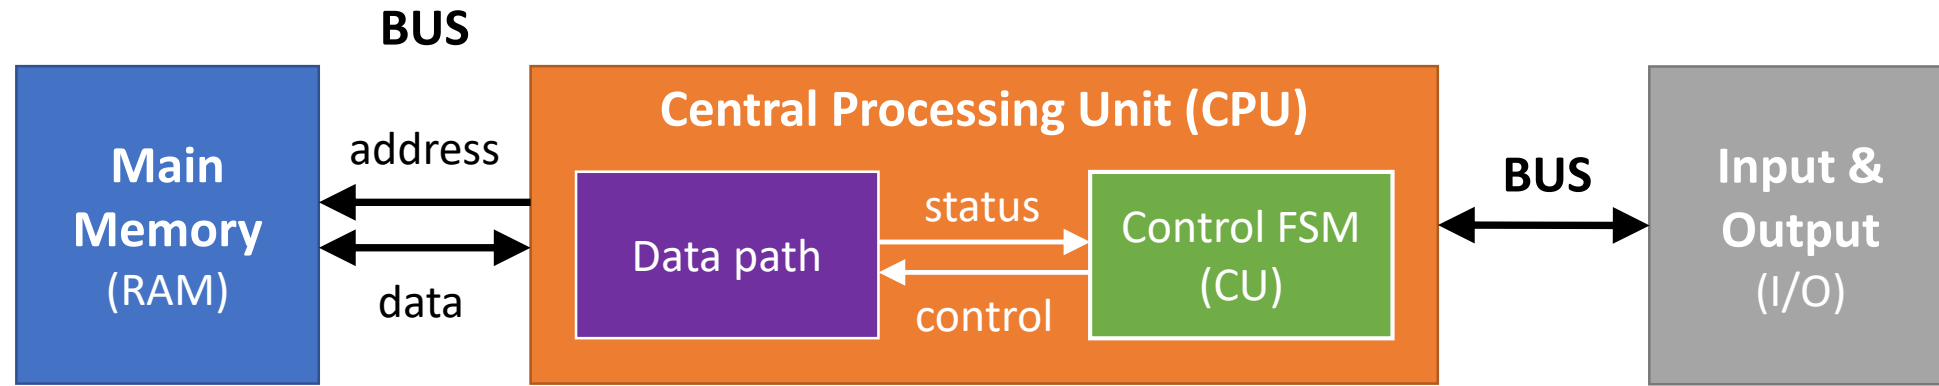 BUS
Main
Memory
(RAM)
address
data
Central Processing Unit (CPU)
Data path
status
control
Control FSM
(CU)
BUS
Input &
Output
(I/O)